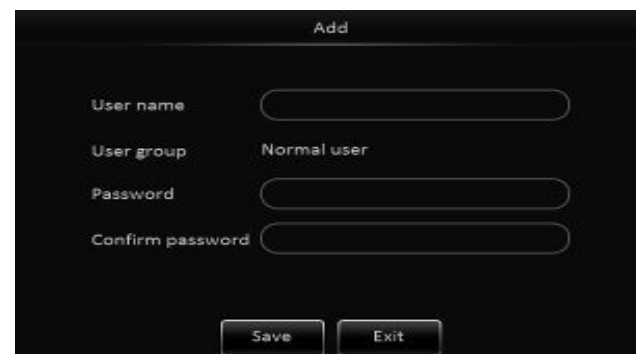 Add
User name
User group Normal user
Password
Confirm password
Save Exit